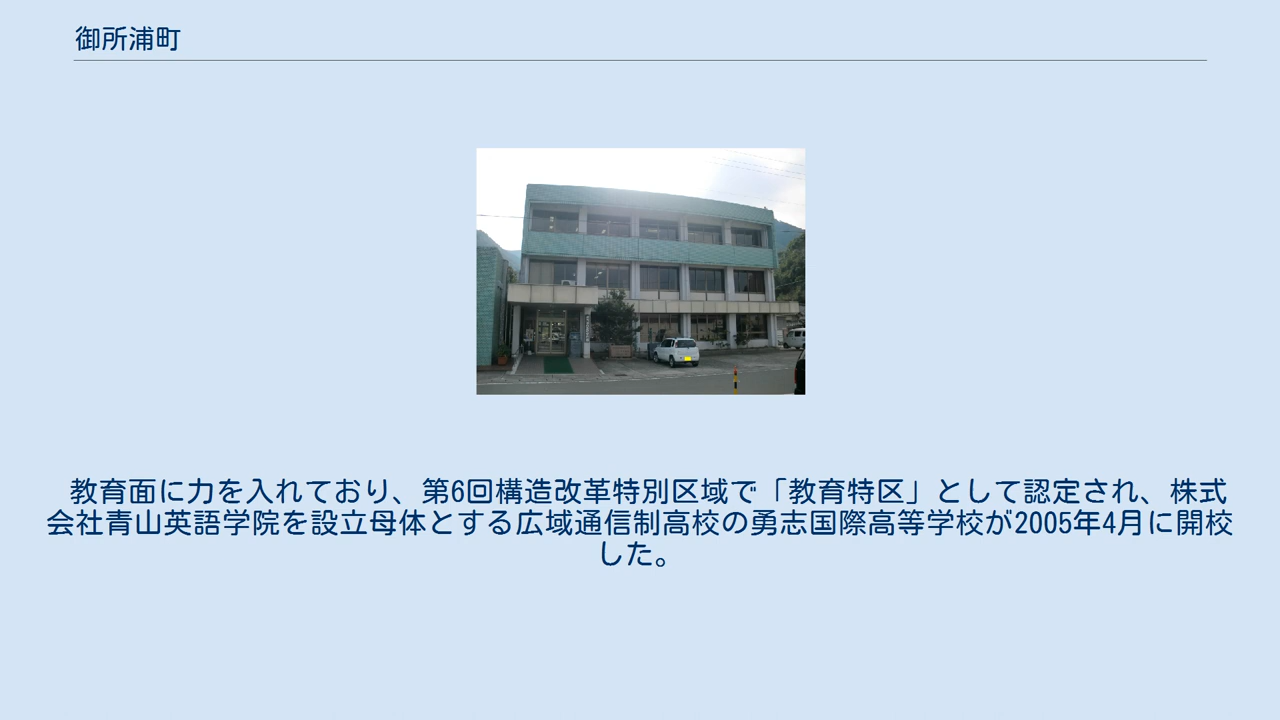 御所浦町
教育面に力を入れており、第6回構造改革特別区域で「教育特区」として認定され、株式
会社青山英語学院を設立母体とする広域通信制高校の勇志国際高等学校が2005年4月に開校
した。